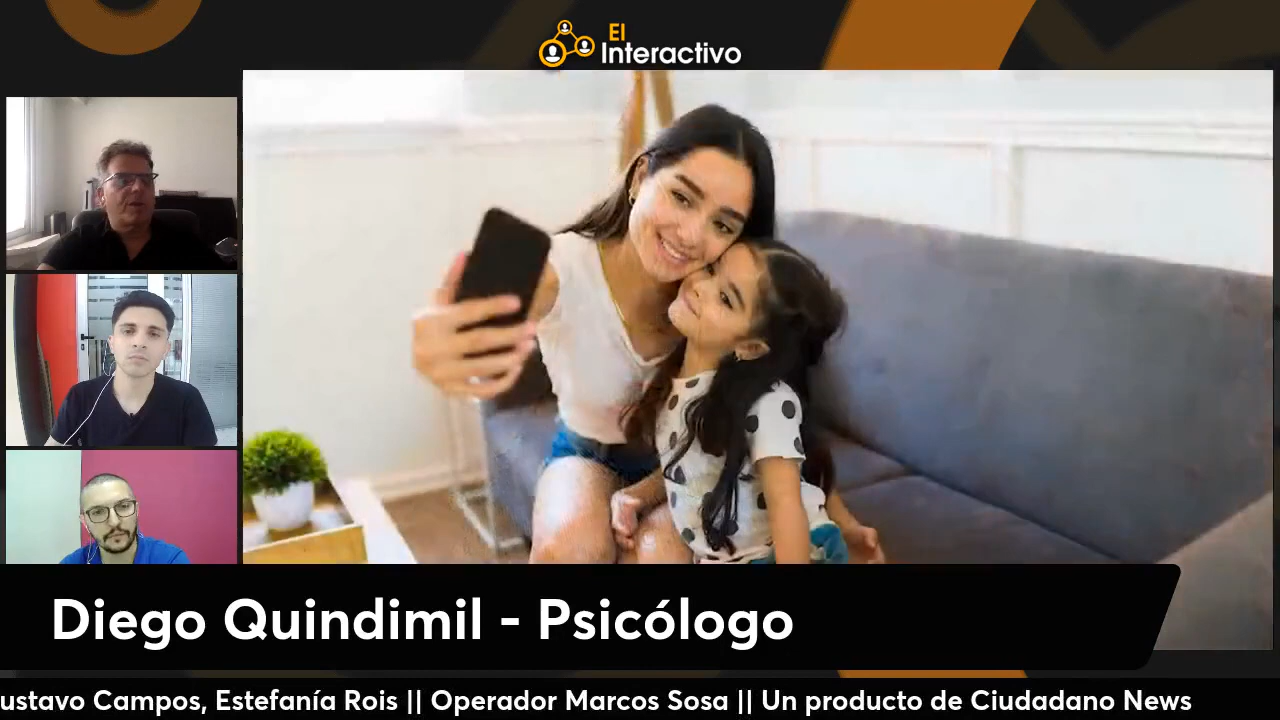 El
Interactivo
Diego Quindimil - Psicólogo
ustavo Campos, Estefanía Rois || Operador Marcos Sosa || Un producto de Ciudadano News